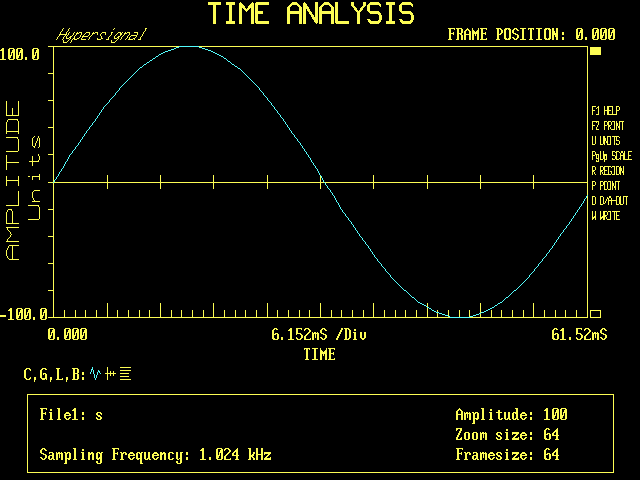 TIME ANALYSIS
Hypersignal
FRAME POSITION: 0.000
100.0
AMPLITUDE
Units
F1 HELP
F2 PRINT
U UNITS
PgUp SCALE
R REGION
P POINT
D D/A-OUT
W WRITE
-100.0
0.000
6.152mS /Div
61.52mS
TIME
C,G,L,B:
File1: s
Amplitude: 100
Zoom size: 64
Sampling Frequency: 1.024 kHz
Framesize: 64